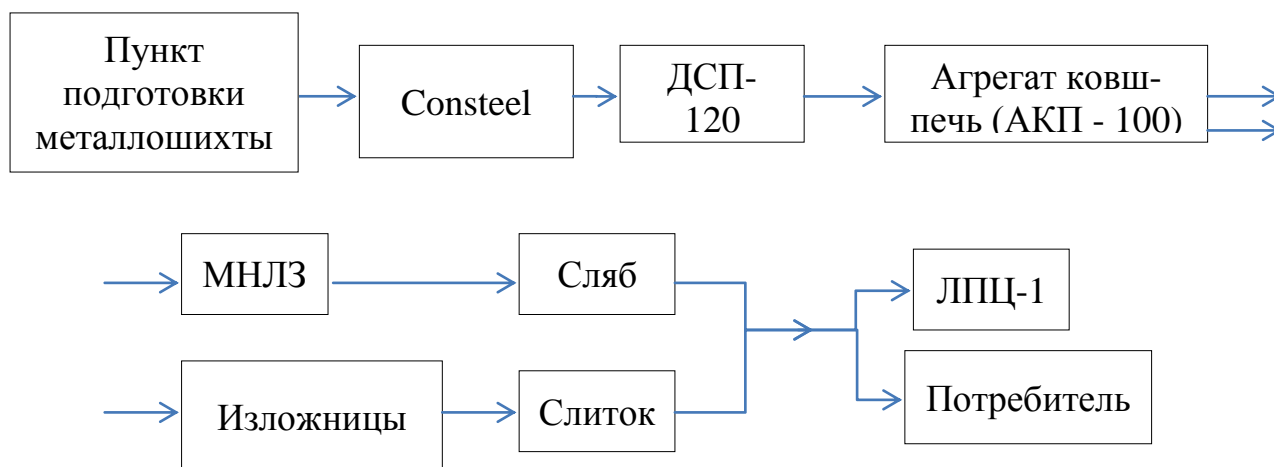 Пункт
подготовки
металлошихты
Consteel
ДСП-
120
Агрегат ковш-
печь (АКП - 100)
МНЛЗ
Сляб
ЛПЦ-1
Изложницы
Слиток
Потребитель